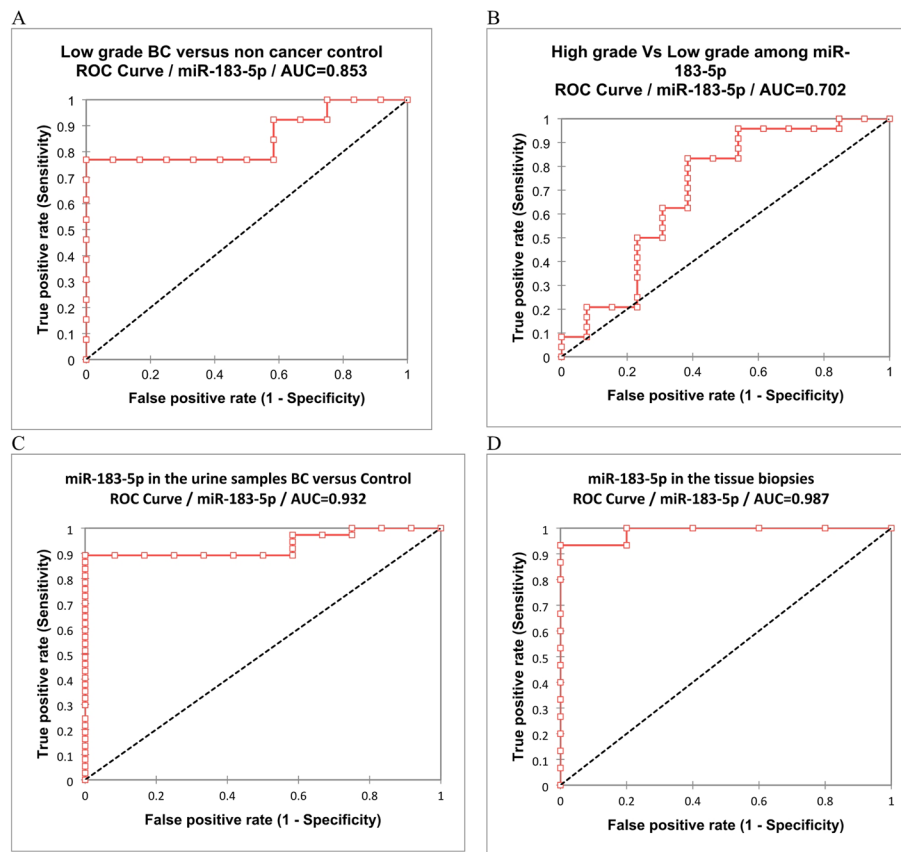 A
Low grade BC versus non cancer control
ROC Curve / miR-183-5p / AUC=0.853
1
0.9
0.8
0.7
0.6
0.5
0.4
0.3
0.2
0.1
0
True positive rate (Sensitivity)
0 0.2 0.4 0.6 0.8 1
False positive rate (1 - Specificity)
B
High grade Vs Low grade among miR-
183-5p
ROC Curve / miR-183-5p / AUC=0.702
1
0.9
0.8
0.7
0.6
0.5
0.4
0.3
0.2
0.1
0
True positive rate (Sensitivity)
0 0.2 0.4 0.6 0.8 1
False positive rate (1 - Specificity)
C
miR-183-5p in the urine samples BC versus Control
ROC Curve / miR-183-5p / AUC=0.932
1
0.9
0.8
0.7
0.6
0.5
0.4
0.3
0.2
0.1
0
True positive rate (Sensitivity)
0 0.2 0.4 0.6 0.8 1
False positive rate (1 - Specificity)
D
miR-183-5p in the tissue biopsies
ROC Curve / miR-183-5p / AUC=0.987
1
0.9
0.8
0.7
0.6
0.5
0.4
0.3
0.2
0.1
0
True positive rate (Sensitivity)
0 0.2 0.4 0.6 0.8 1
False positive rate (1 - Specificity)